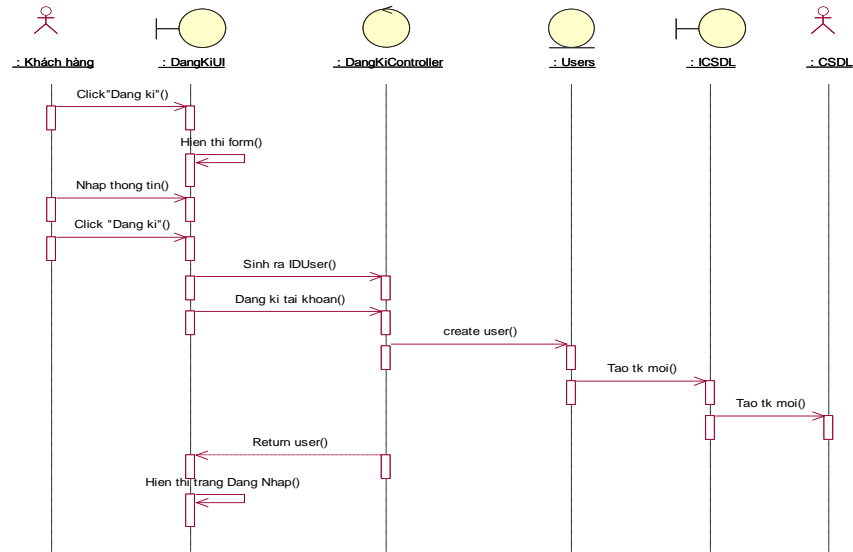 : Khách hàng
: DangKiUI
: DangKiController
: Users
: ICSDL
: CSDL
Click"Dang ki"()
Hien thi form()
Nhap thong tin()
Click "Dang ki"()
Sinh ra IDUser()
Dang ki tai khoan()
create user()
Tao tk moi()
Tao tk moi()
Return user()
Hien thi trang Dang Nhap()